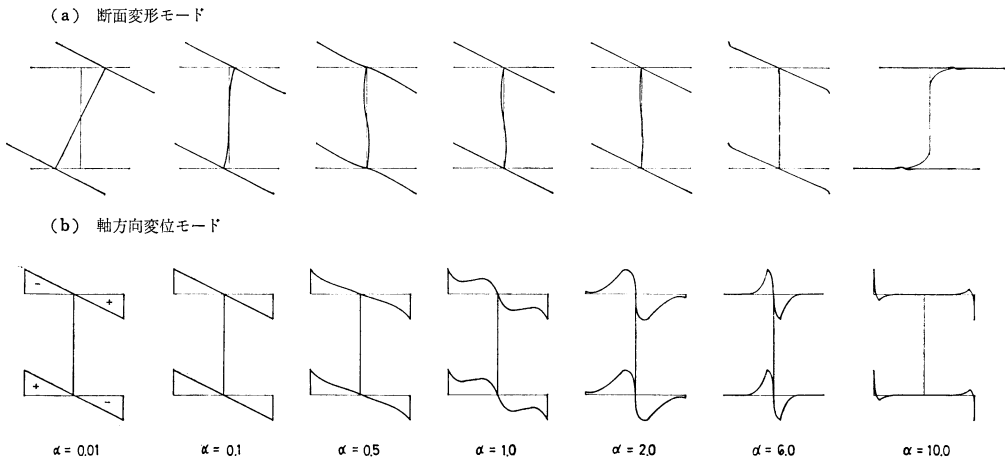 (a) 断面変形モード
(b) 軸方向変位モード
- +
+ -
α = 0.01 α = 0.1 α = 0.5 α = 1.0 α = 2.0 α = 6.0 α = 10.0